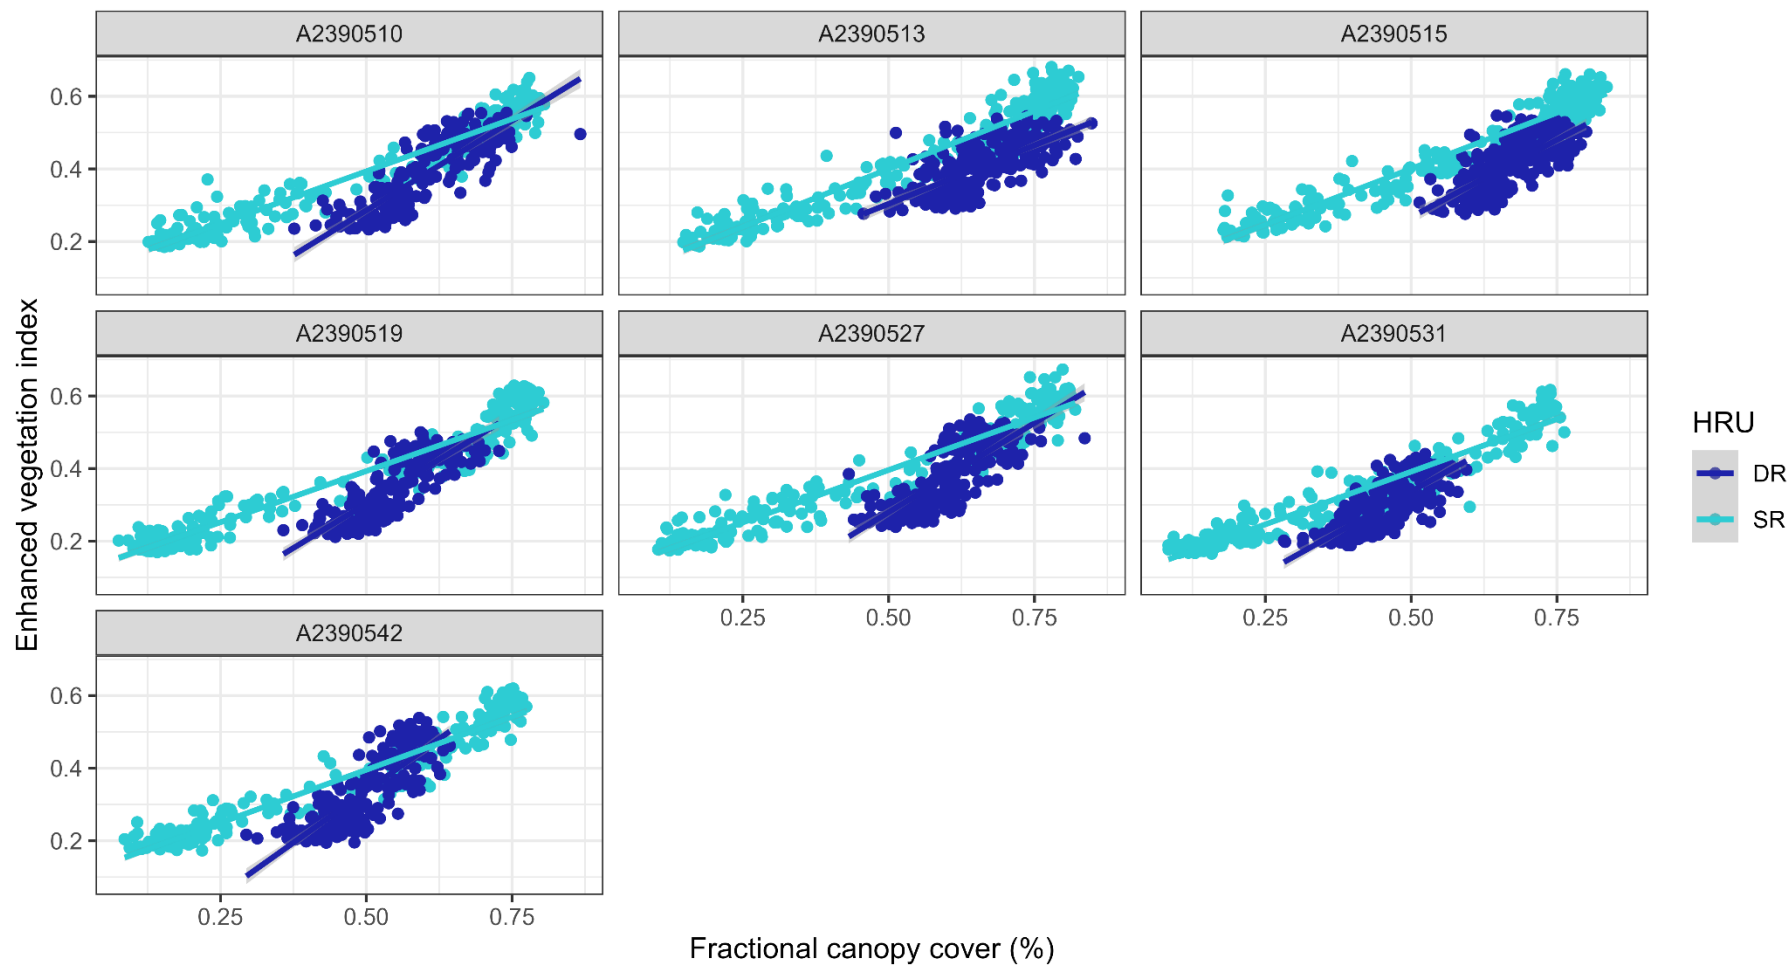 A2390510
A2390513
A2390515
0.6
0.4
0.2
A2390519
A2390527
A2390531
0.6
0.4
0.2
0.25 0.50 0.75
0.25 0.50 0.75
A2390542
0.6
0.4
0.2
0.25 0.50 0.75
Enhanced vegetation index
Fractional canopy cover (%)
HRU
DR
SR